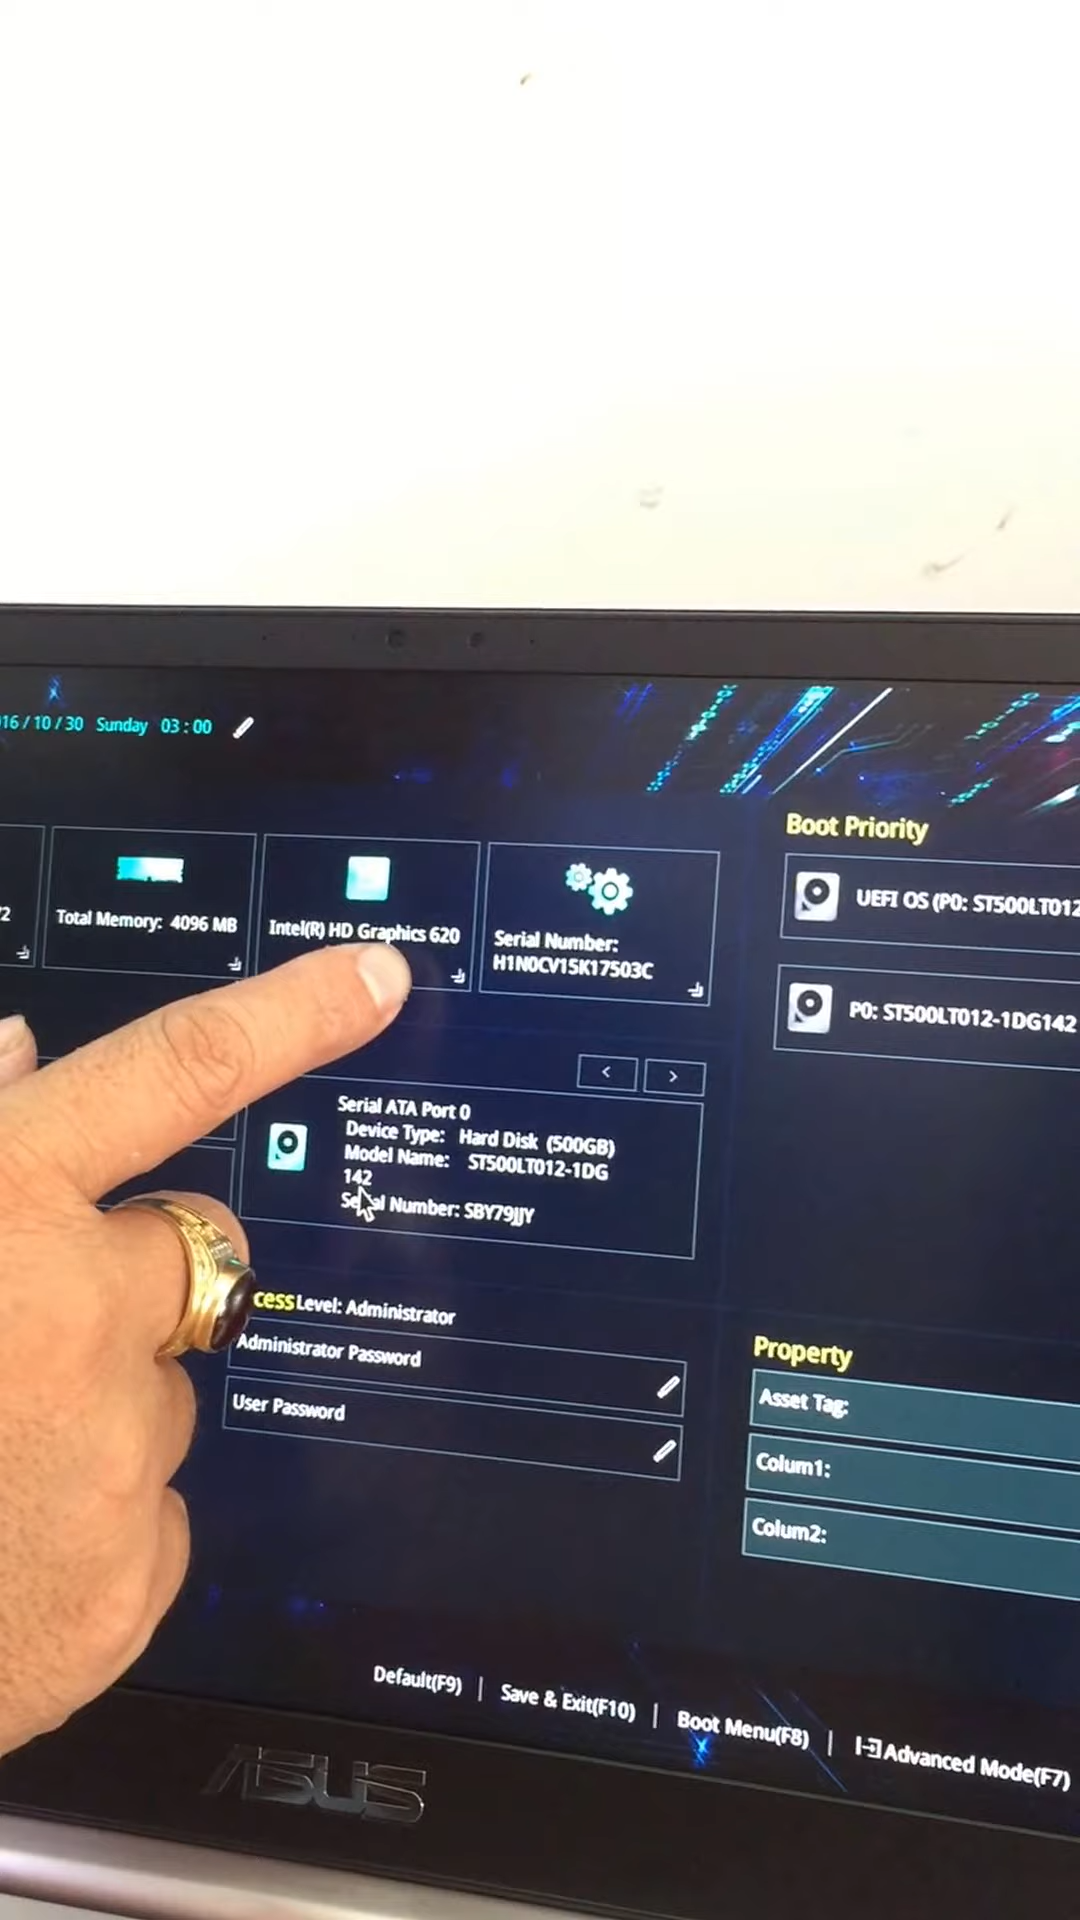 16 / 10 / 30 Sunday 03 : 00
Boot Priority
2
Total Memory: 4096 MB
Intel(R) HD Graphics 620
Serial Number:
H1N0CV15K17503C
UEFI OS (P0: ST500LT012
P0: ST500LT012-1DG142
< >
Serial ATA Port 0
Device Type: Hard Disk (500GB)
Model Name: ST500LT012-1DG
142
Serial Number: SBY79JJY
cess Level: Administrator
Administrator Password
User Password
Property
Asset Tag:
Colum1:
Colum2:
Default(F9) | Save & Exit(F10) | Boot Menu(F8) | Advanced Mode(F7)
ASUS